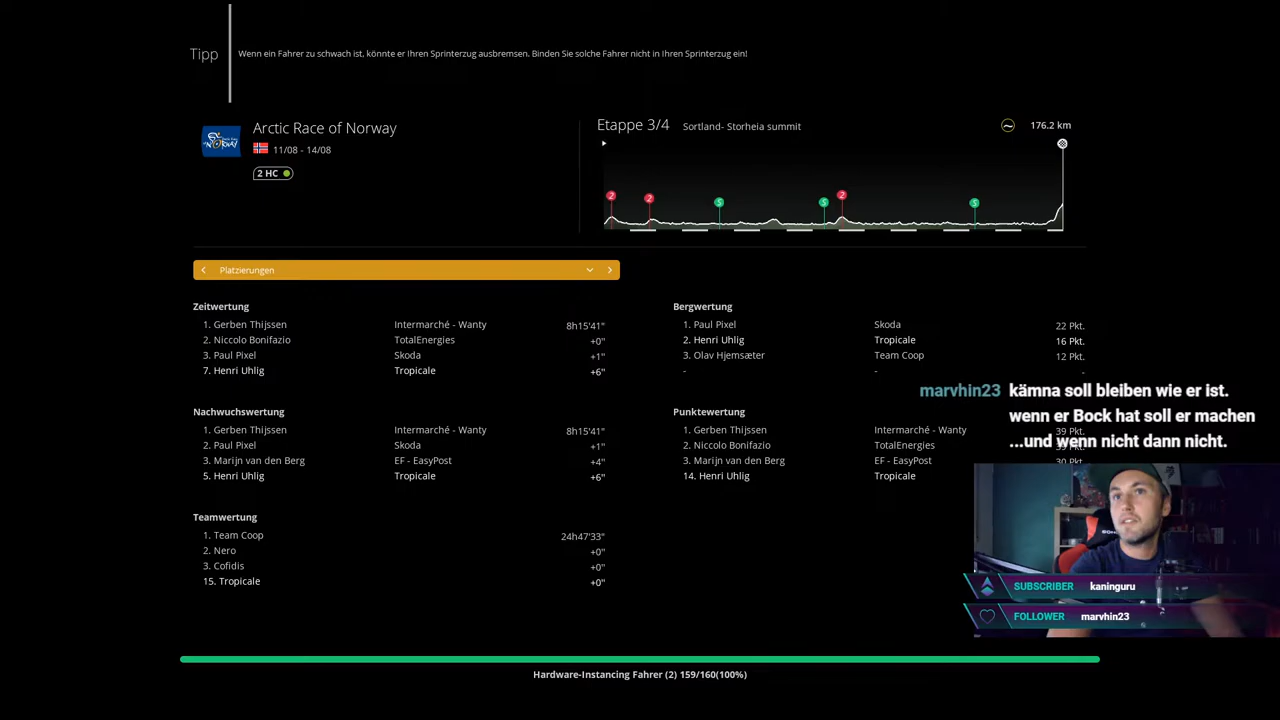 Tipp
Wenn ein Fahrer zu schwach ist, könnte er Ihren Sprinterzug ausbremsen. Binden Sie solche Fahrer nicht in Ihren Sprinterzug ein!
Arctic Race of Norway
11/08 - 14/08
2 HC
Etappe 3/4 Sortland- Storheia summit 176.2 km
2 2 S S 2 S
Platzierungen
Zeitwertung
1. Gerben Thijssen Intermarché - Wanty 8h15'41"
2. Niccolo Bonifazio TotalEnergies +0"
3. Paul Pixel Skoda +1"
7. Henri Uhlig Tropicale +6"
Bergwertung
1. Paul Pixel Skoda 22 Pkt.
2. Henri Uhlig Tropicale 16 Pkt.
3. Olav Hjemsæter Team Coop 12 Pkt.
- - -
Nachwuchswertung
1. Gerben Thijssen Intermarché - Wanty 8h15'41"
2. Paul Pixel Skoda +1"
3. Marijn van den Berg EF - EasyPost +4"
5. Henri Uhlig Tropicale +6"
Punktewertung
1. Gerben Thijssen Intermarché - Wanty 39 Pkt.
2. Niccolo Bonifazio TotalEnergies
3. Marijn van den Berg EF - EasyPost 30 Pkt.
14. Henri Uhlig Tropicale
Teamwertung
1. Team Coop 24h47'33"
2. Nero +0"
3. Cofidis +0"
15. Tropicale +0"
marvhin23 kämna soll bleiben wie er ist.
wenn er Bock hat soll er machen
...und wenn nicht dann nicht.
SUBSCRIBER kaninguru
FOLLOWER marvhin23
Hardware-Instancing Fahrer (2) 159/160(100%)